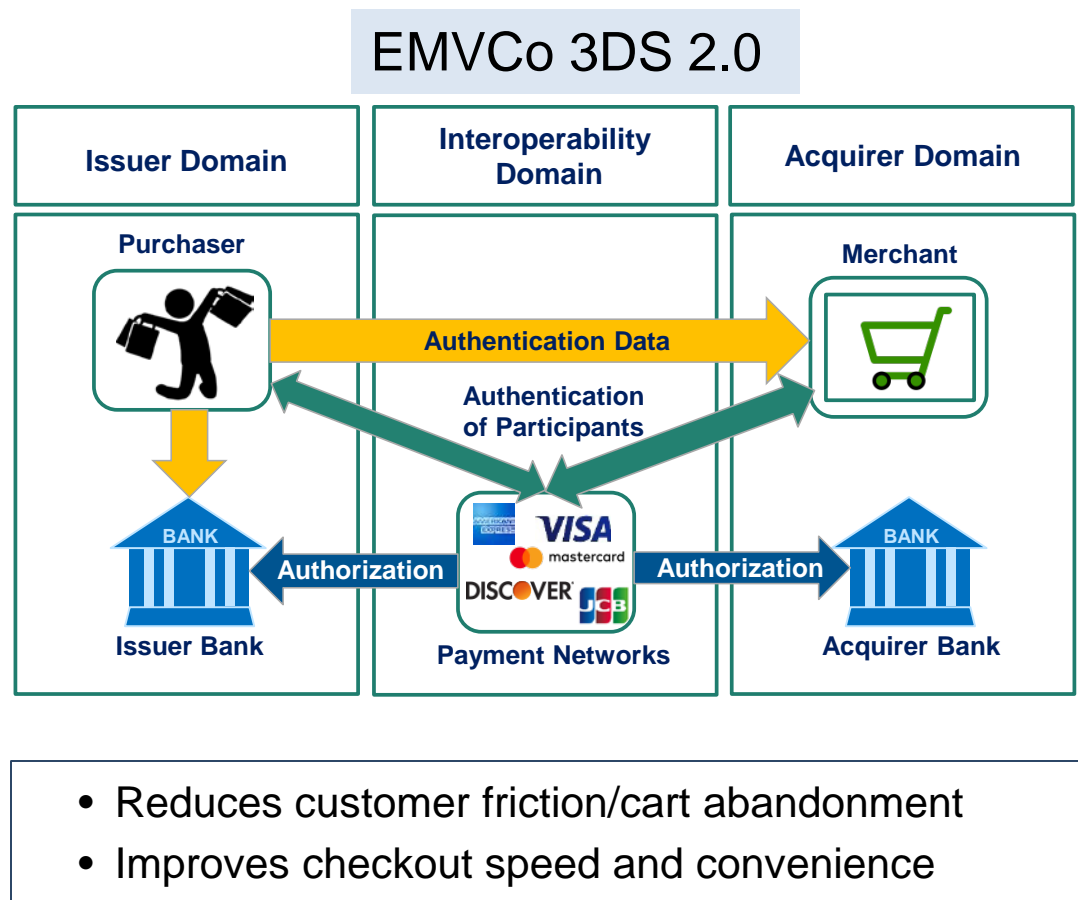 EMVCo 3DS 2.0
Issuer Domain
Interoperability
Domain
Acquirer Domain
Purchaser
Merchant
Authentication Data
Authentication
of Participants
BANK
AMERICAN
EXPRESS
VISA
mastercard
DISCOVER
JCB
BANK
Authorization
Authorization
Issuer Bank
Payment Networks
Acquirer Bank
• Reduces customer friction/cart abandonment
• Improves checkout speed and convenience